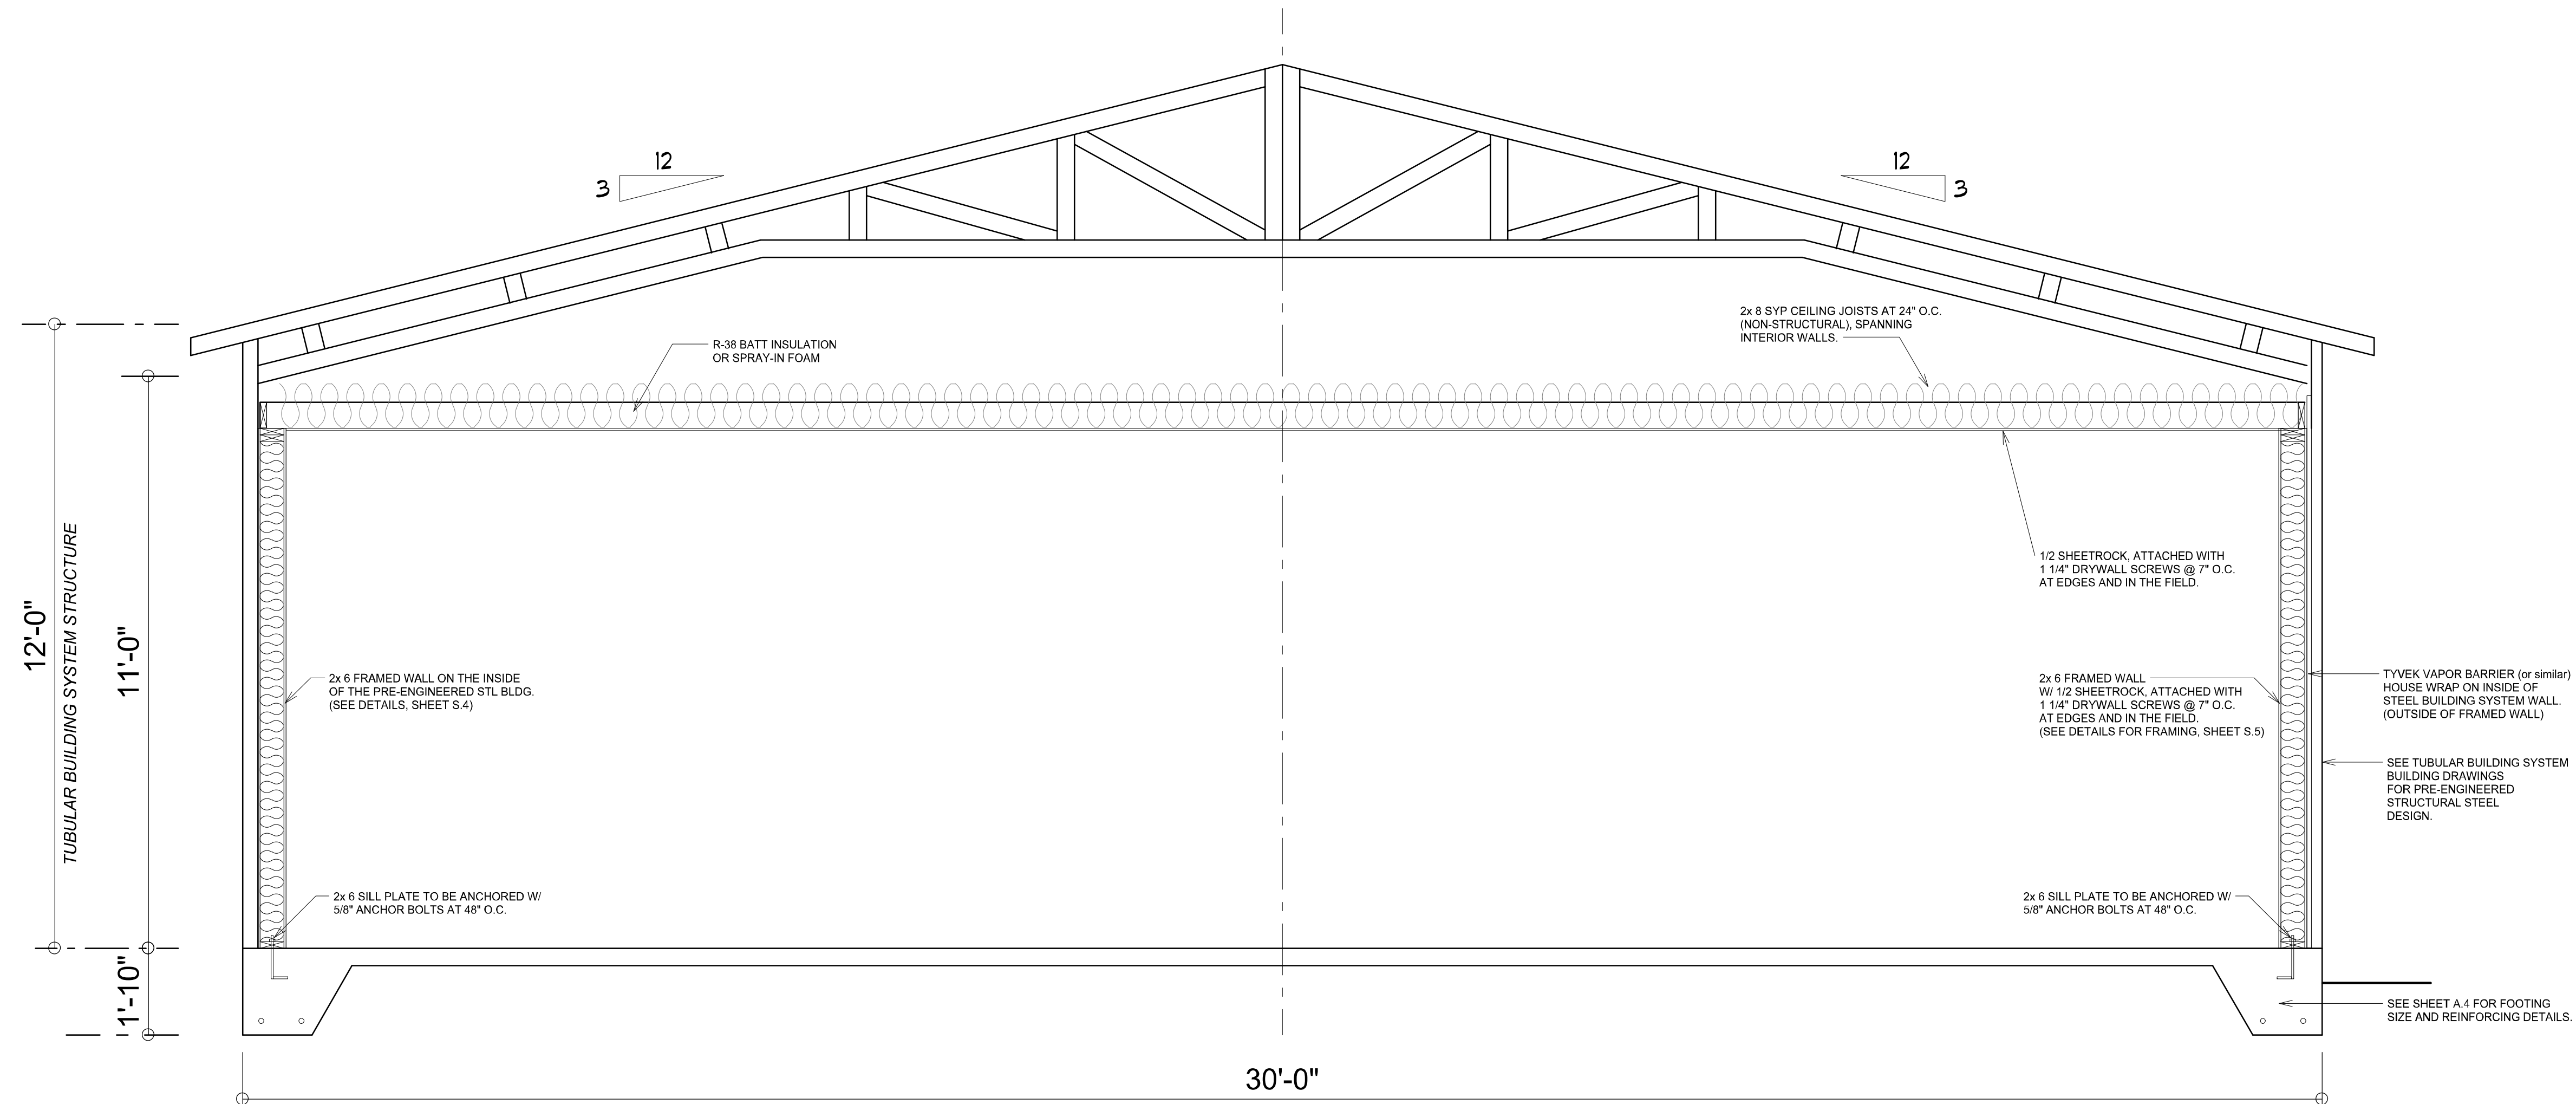 12
3
12
3
2x 8 SYP CEILING JOISTS AT 24" O.C.
(NON-STRUCTURAL), SPANNING
INTERIOR WALLS.
R-38 BATT INSULATION
OR SPRAY-IN FOAM
1/2 SHEETROCK, ATTACHED WITH
1 1/4" DRYWALL SCREWS @ 7" O.C.
AT EDGES AND IN THE FIELD.
12'-0"
TUBULAR BUILDING SYSTEM STRUCTURE
11'-0"
2x 6 FRAMED WALL ON THE INSIDE
OF THE PRE-ENGINEERED STL BLDG.
(SEE DETAILS, SHEET S.4)
2x 6 FRAMED WALL
W/ 1/2 SHEETROCK, ATTACHED WITH
1 1/4" DRYWALL SCREWS @ 7" O.C.
AT EDGES AND IN THE FIELD.
(SEE DETAILS FOR FRAMING, SHEET S.5)
TYVEK VAPOR BARRIER (or similar)
HOUSE WRAP ON INSIDE OF
STEEL BUILDING SYSTEM WALL.
(OUTSIDE OF FRAMED WALL)
SEE TUBULAR BUILDING SYSTEM
BUILDING DRAWINGS
FOR PRE-ENGINEERED
STRUCTURAL STEEL
DESIGN.
2x 6 SILL PLATE TO BE ANCHORED W/
5/8" ANCHOR BOLTS AT 48" O.C.
2x 6 SILL PLATE TO BE ANCHORED W/
5/8" ANCHOR BOLTS AT 48" O.C.
1'-10"
SEE SHEET A.4 FOR FOOTING
SIZE AND REINFORCING DETAILS.
30'-0"